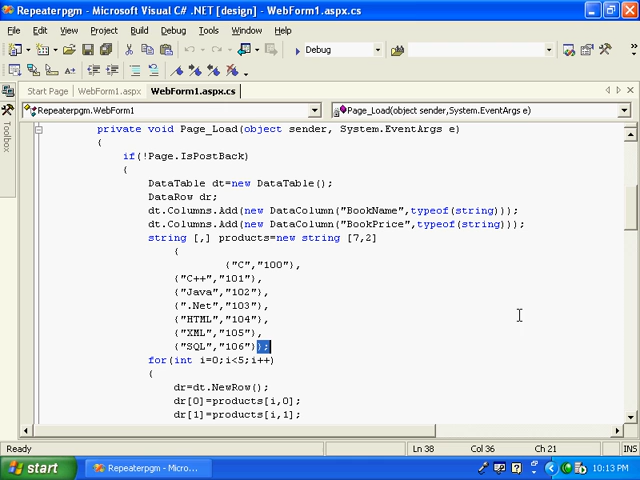 Repeaterpgm - Microsoft Visual C# .NET [design] - WebForm1.aspx.cs
File Edit View Project Build Debug Tools Window Help
Debug
Start Page WebForm1.aspx WebForm1.aspx.cs
Repeaterpgm.WebForm1 Page_Load(object sender,System.EventArgs e)
Toolbox
private void Page_Load(object sender, System.EventArgs e)
{
if(!Page.IsPostBack)
{
DataTable dt=new DataTable();
DataRow dr;
dt.Columns.Add(new DataColumn("BookName",typeof(string)));
dt.Columns.Add(new DataColumn("BookPrice",typeof(string)));
string [,] products=new string [7,2]
{
{"C","100"},
{"C++","101"},
{"Java","102"},
{".Net","103"},
{"HTML","104"},
{"XML","105"},
{"SQL","106"}};
for(int i=0;i<5;i++)
{
dr=dt.NewRow();
dr[0]=products[i,0];
dr[1]=products[i,1];
Ready Ln 38 Col 36 Ch 21 INS
start Repeaterpgm - Micro... 10:13 PM